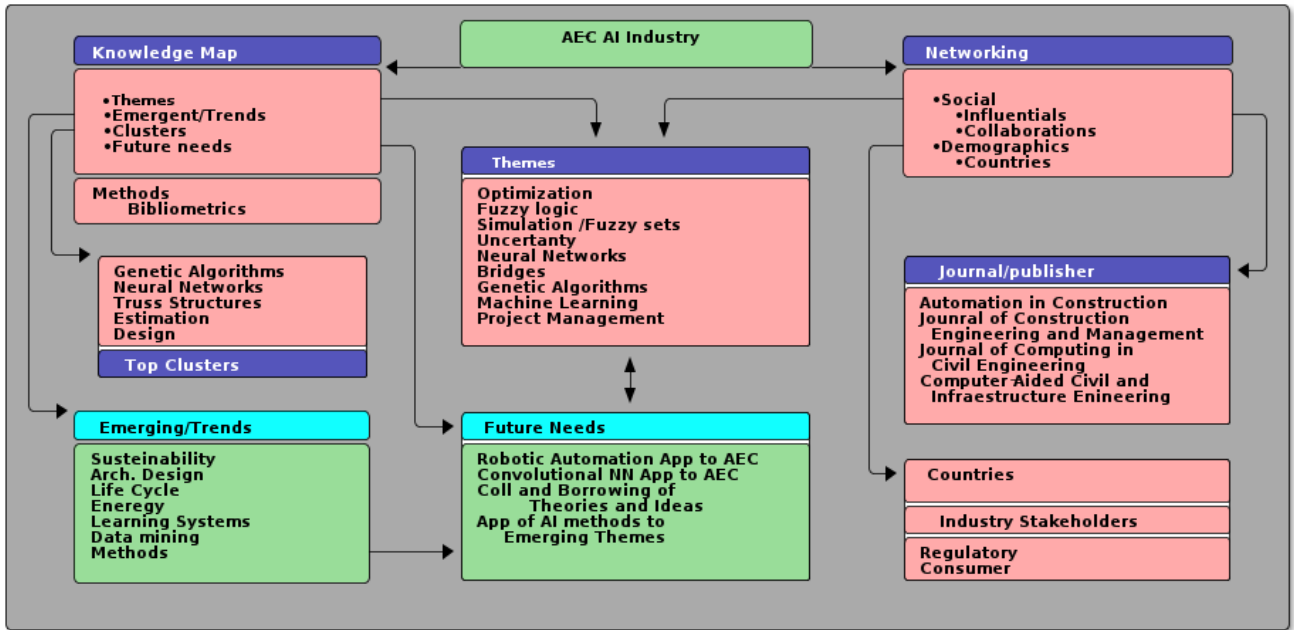 AEC AI Industry
Knowledge Map
•Themes
•Emergent/Trends
•Clusters
•Future needs
Methods
Bibliometrics
Genetic Algorithms
Neural Networks
Truss Structures
Estimation
Design
Top Clusters
Emerging/Trends
Susteinability
Arch. Design
Life Cycle
Eneregy
Learning Systems
Data mining
Methods
Themes
Optimization
Fuzzy logic
Simulation /Fuzzy sets
Uncertanty
Neural Networks
Bridges
Genetic Algorithms
Machine Learning
Project Management
Future Needs
Robotic Automation App to AEC
Convolutional NN App to AEC
Coll and Borrowing of
Theories and Ideas
App of AI methods to
Emerging Themes
Networking
•Social
•Influentials
•Collaborations
•Demographics
•Countries
Journal/publisher
Automation in Construction
Jounral of Construction
Engineering and Management
Journal of Computing in
Civil Engineering
Computer-Aided Civil and
Infraestructure Enineering
Countries
Industry Stakeholders
Regulatory
Consumer